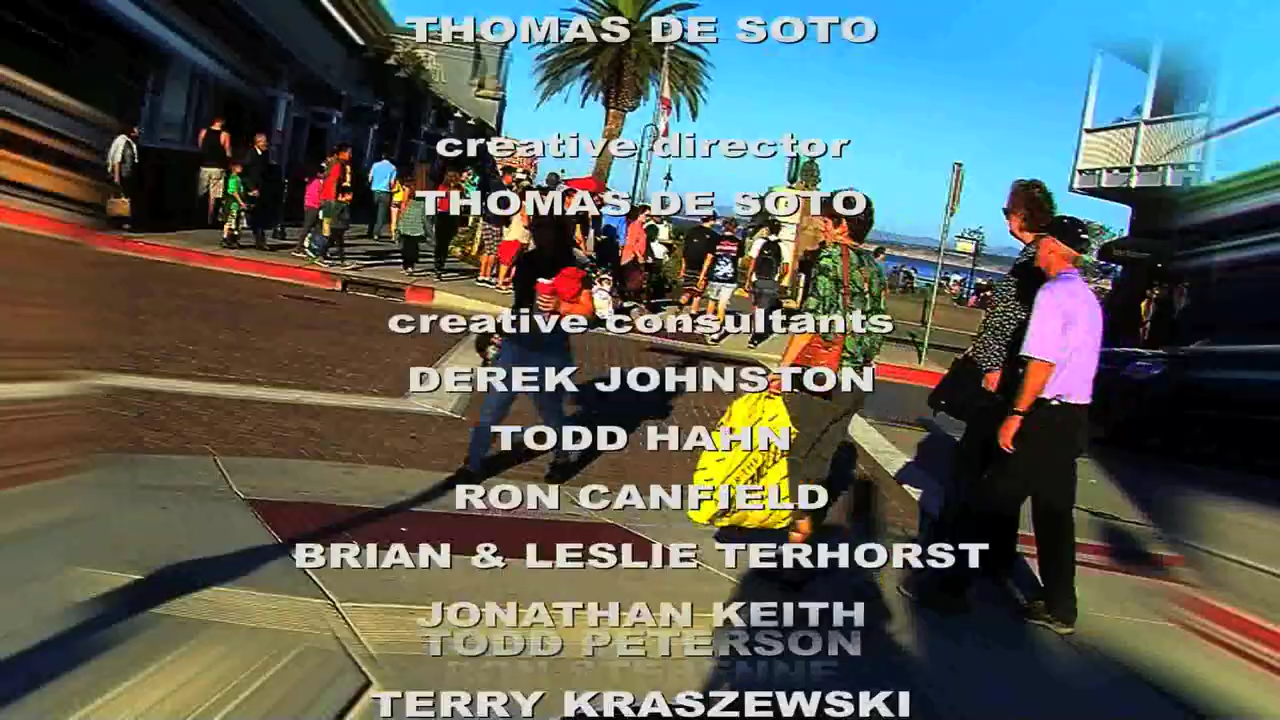 THOMAS DE SOTO
creative director
THOMAS DE SOTO
creative consultants
DEREK JOHNSTON
TODD HAHN
RON CANFIELD
BRIAN & LESLIE TERHORST
JONATHAN KEITH
TODD PETERSON
TERRY KRASZEWSKI